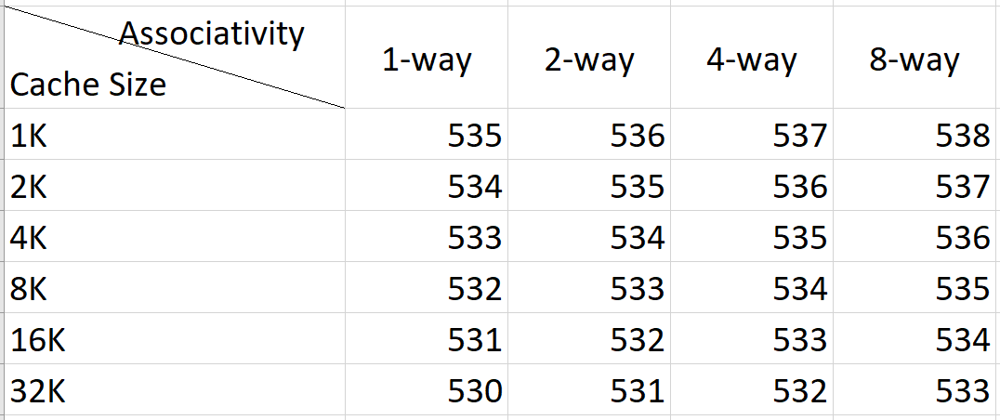 Associativity
Cache Size 1-way 2-way 4-way 8-way
1K 535 536 537 538
2K 534 535 536 537
4K 533 534 535 536
8K 532 533 534 535
16K 531 532 533 534
32K 530 531 532 533